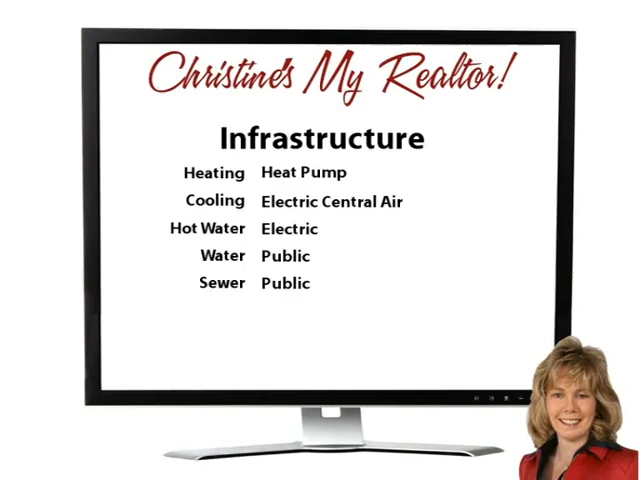 Christine's My Realtor!
Infrastructure
Heating Heat Pump
Cooling Electric Central Air
Hot Water Electric
Water Public
Sewer Public